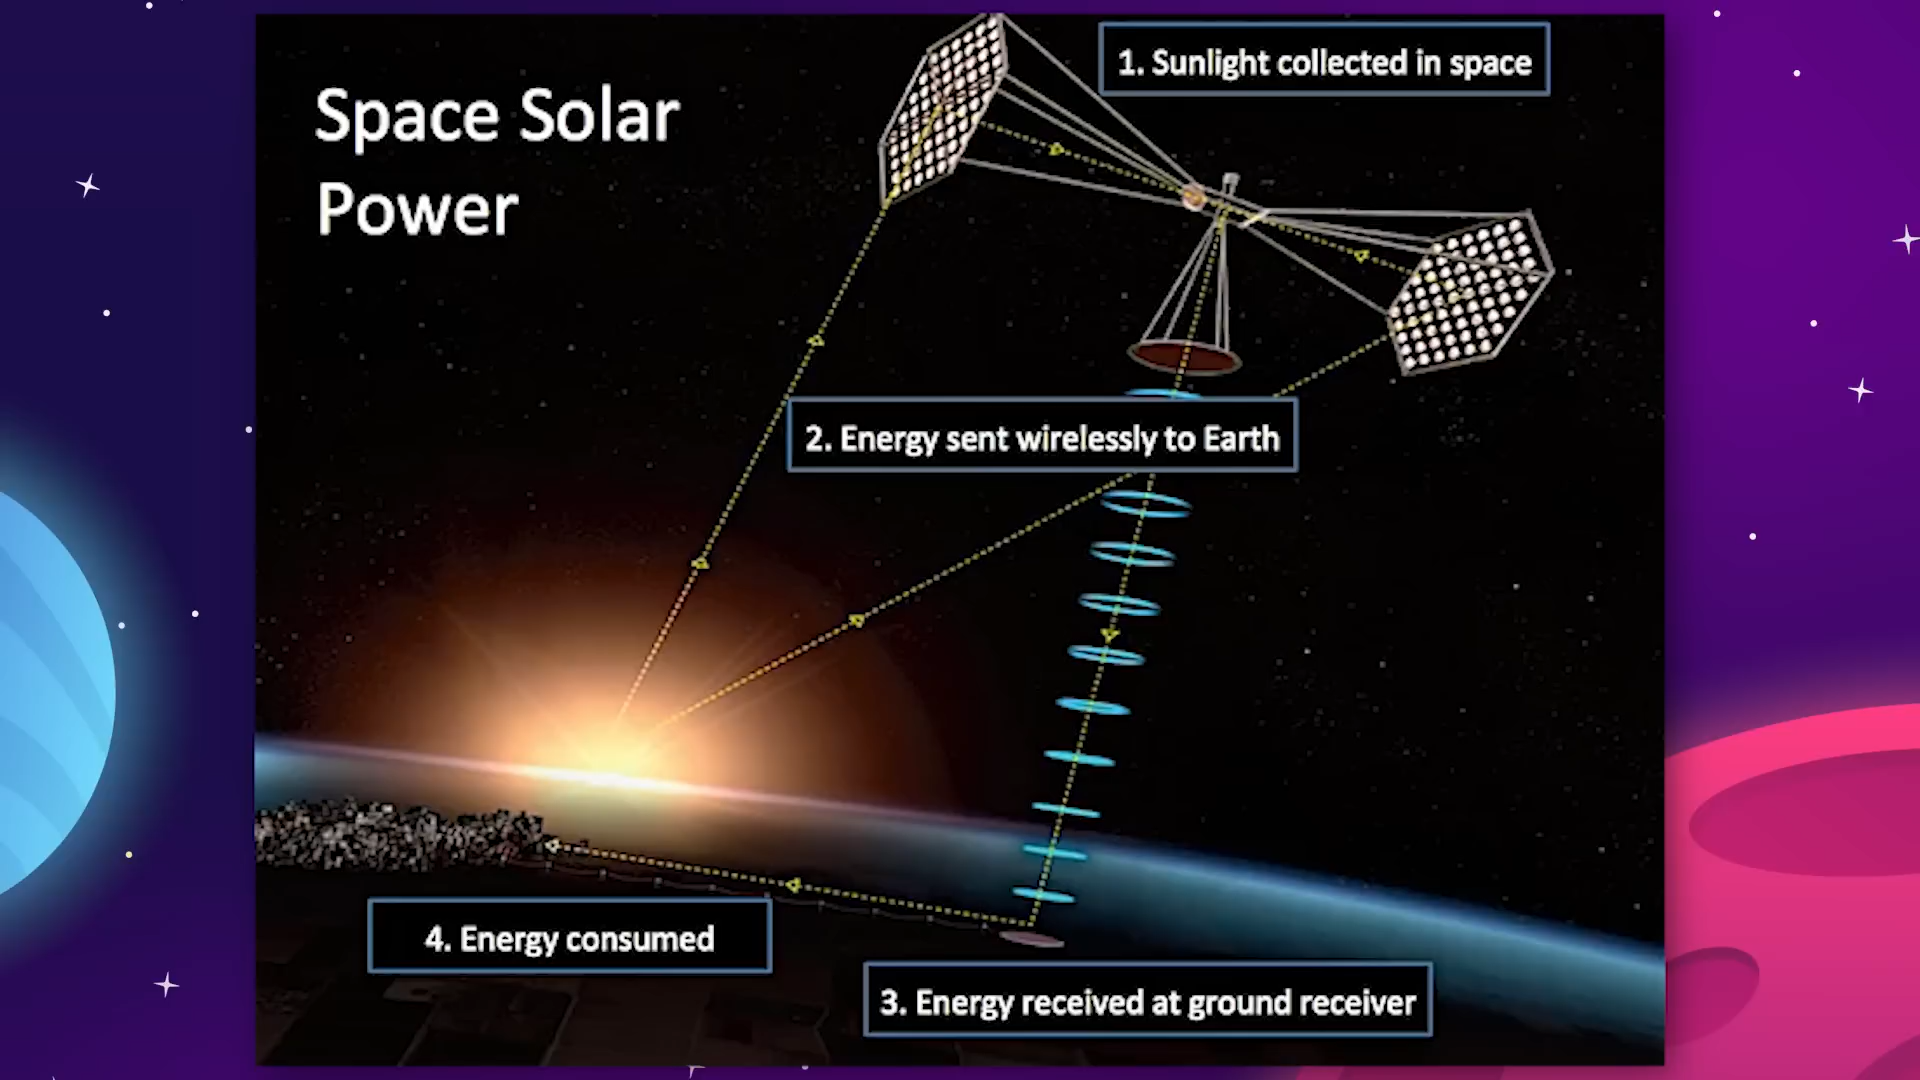 Space Solar
Power
1. Sunlight collected in space
2. Energy sent wirelessly to Earth
4. Energy consumed
3. Energy received at ground receiver